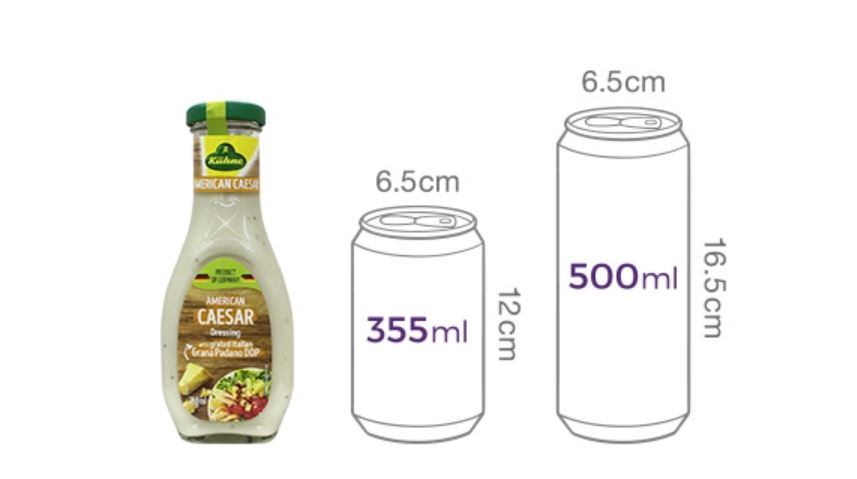 Kühne
AMERICAN CAESAR
PRODUCT
OF GERMANY
AMERICAN
CAESAR
Dressing
with grated Italian
Grana Padano DOP
6.5cm
355ml
12cm
6.5cm
500ml
16.5cm